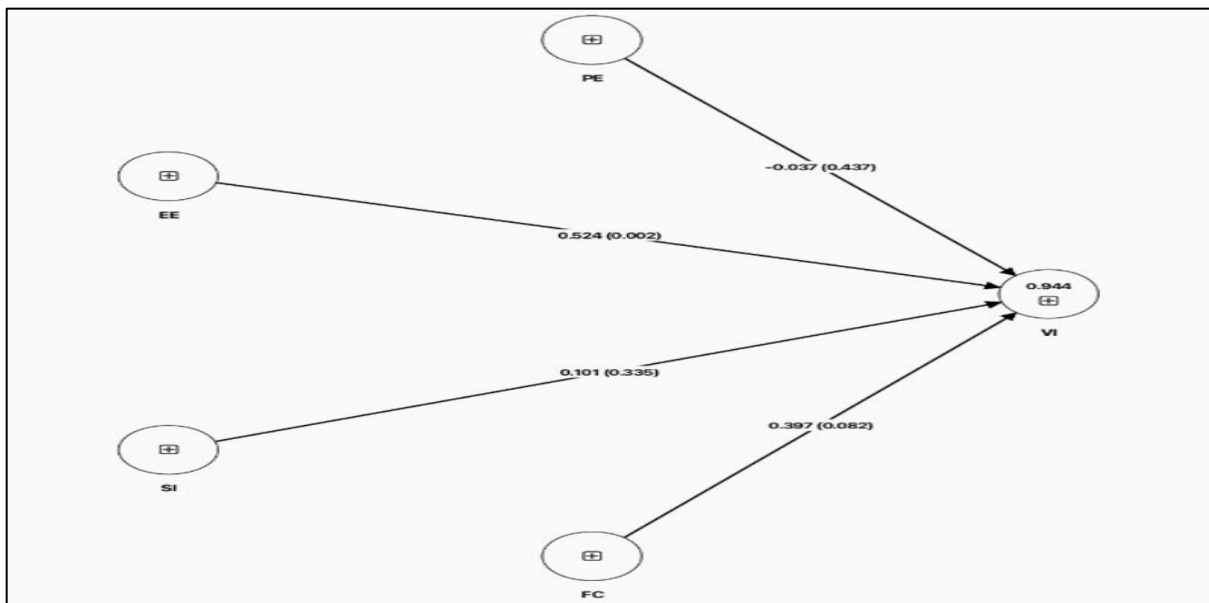 PE
-0.037 (0.437)
EE
0.524 (0.002)
0.944
VI
0.101 (0.335)
0.397 (0.082)
SI
FC